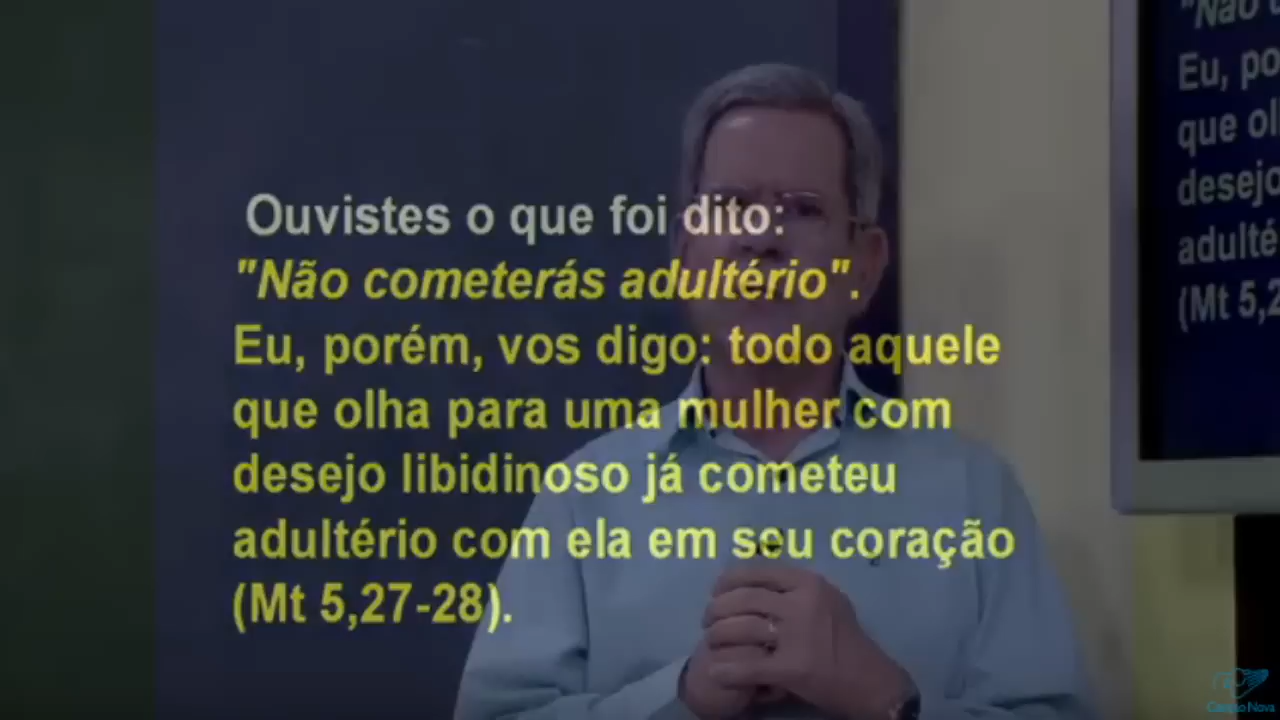 Ouvistes o que foi dito:
"Não cometerás adultério".
Eu, porém, vos digo: todo aquele
que olha para uma mulher com
desejo libidinoso já cometeu
adultério com ela em seu coração
(Mt 5,27-28).
"Não
Eu, po
que ol
desejo
adulté
(Mt 5,2
Canção Nova